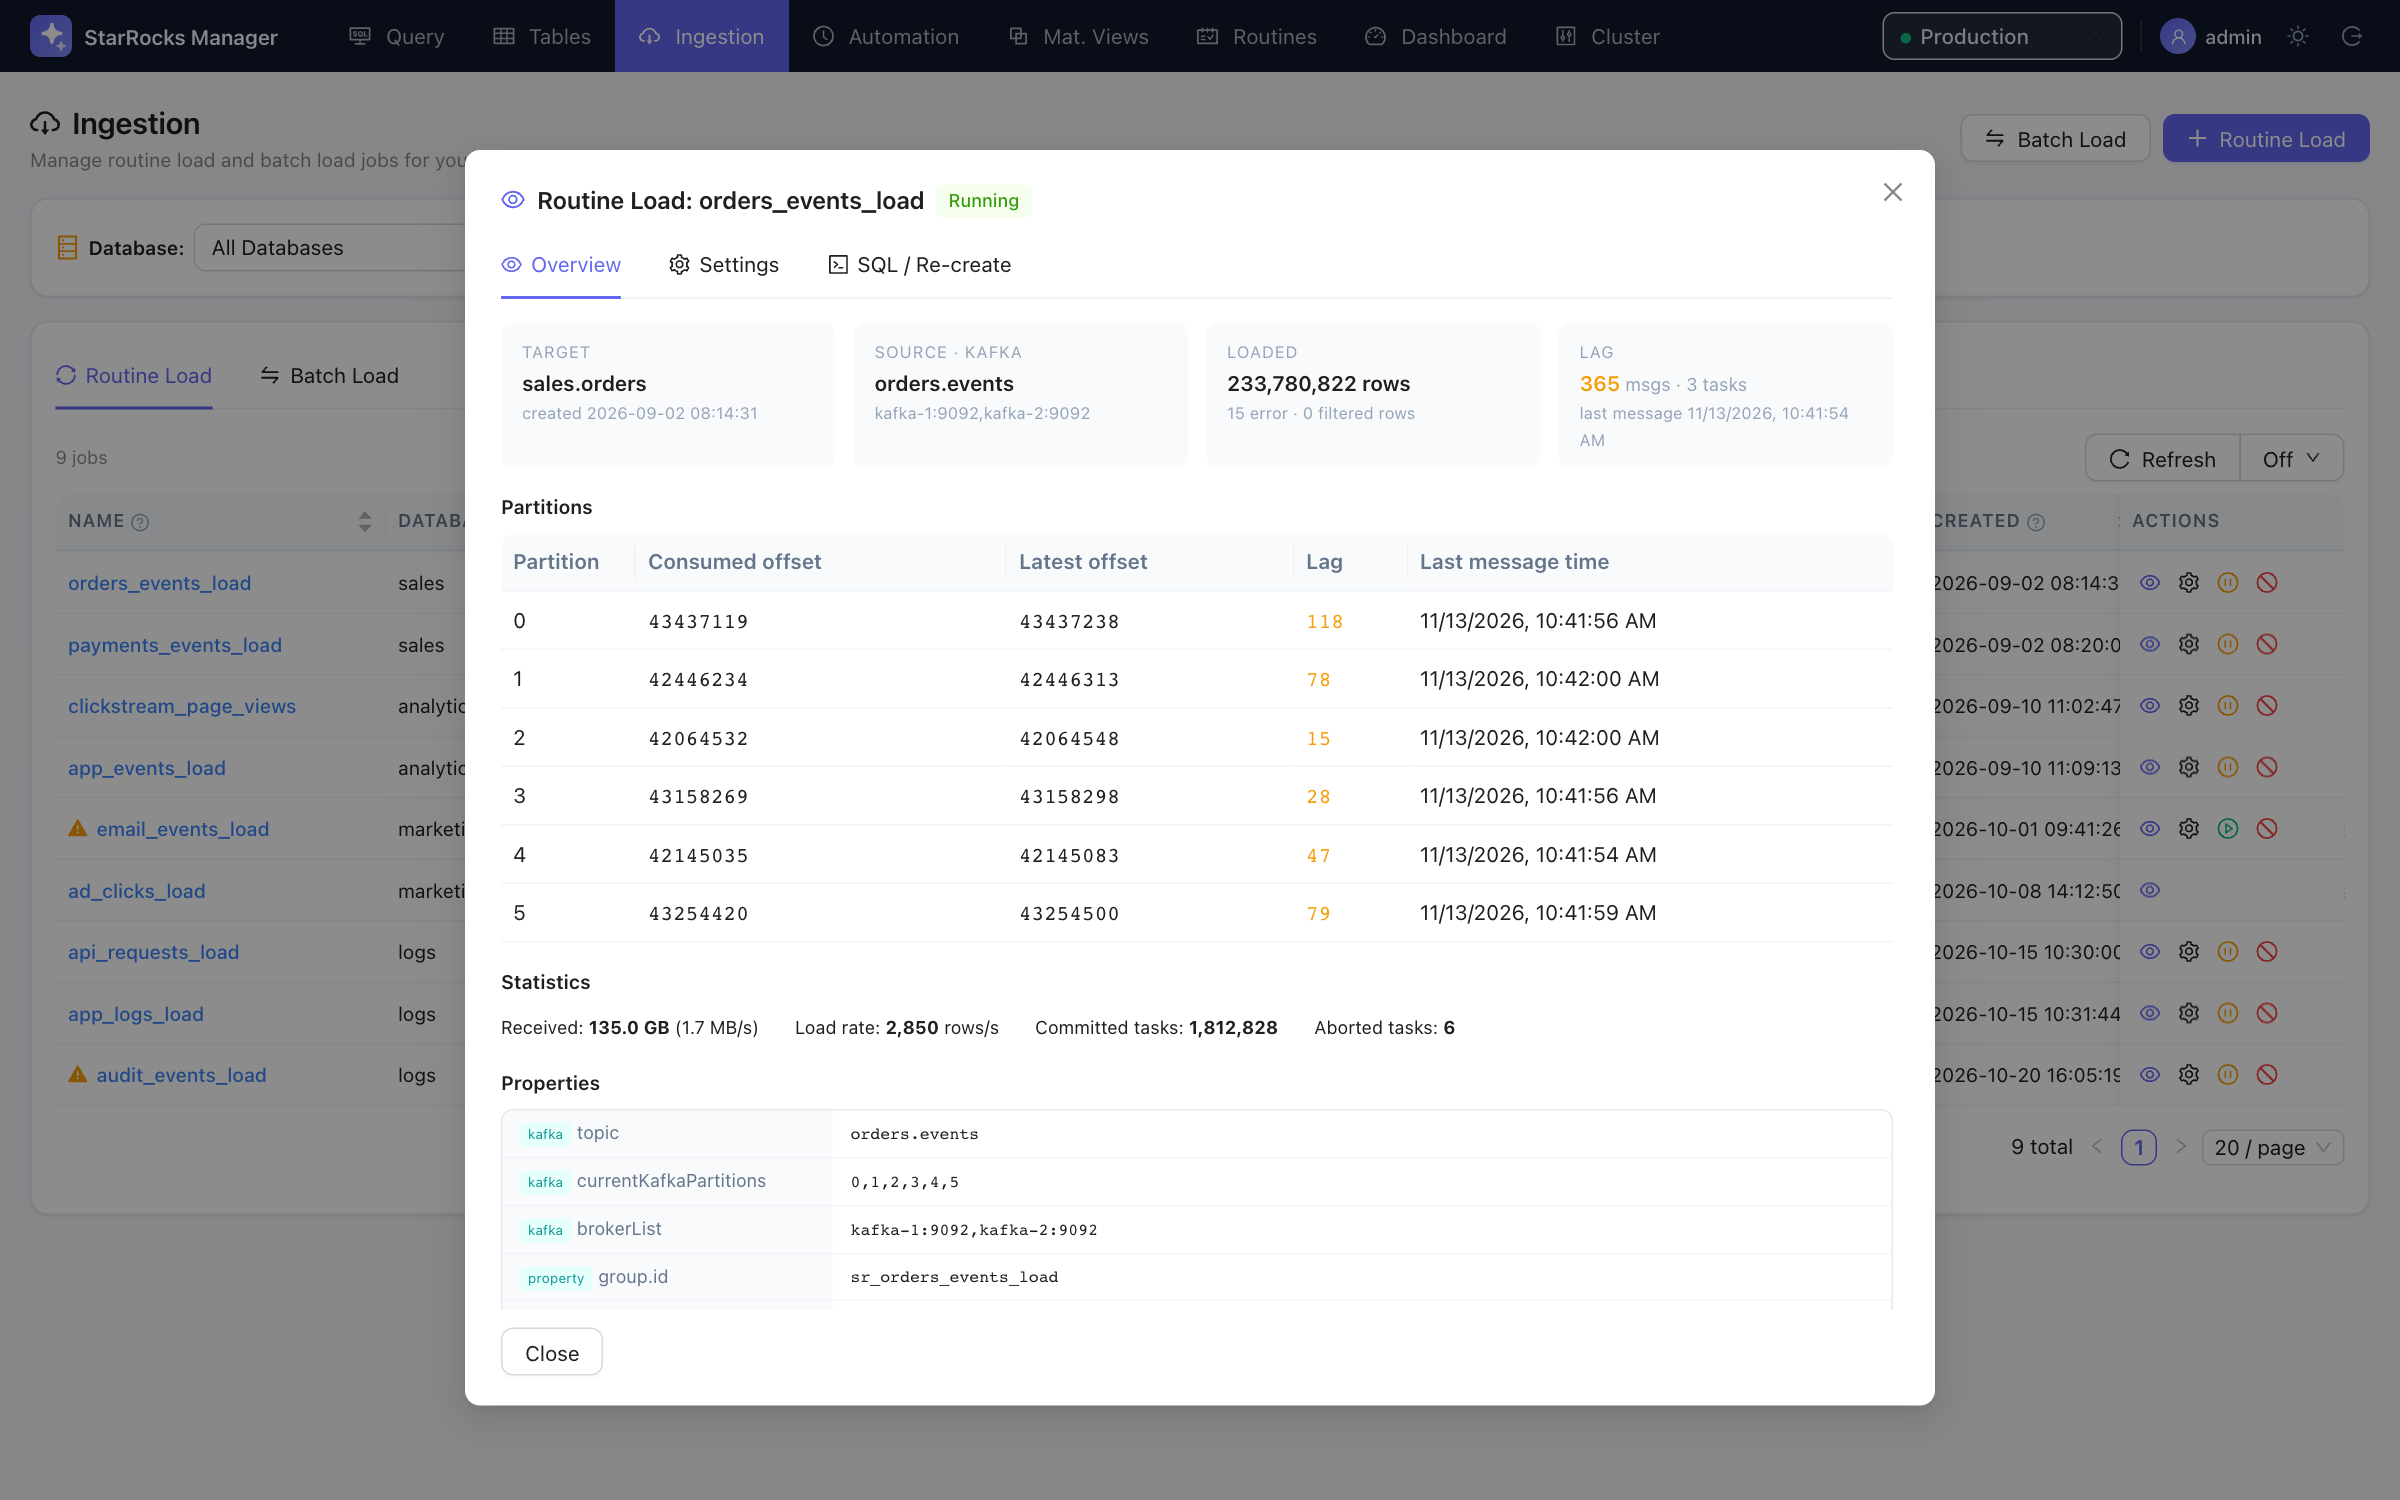 StarRocks Manager Query Tables Ingestion Automation Mat. Views Routines Dashboard Cluster Production admin
Ingestion
Manage routine load and batch load jobs for you
Batch Load Routine Load
Database: All Databases
Routine Load Batch Load
9 jobs
Refresh Off
NAME DATABA CREATED ACTIONS
orders_events_load sales 2026-09-02 08:14:3
payments_events_load sales 2026-09-02 08:20:0
clickstream_page_views analytic 2026-09-10 11:02:47
app_events_load analytic 2026-09-10 11:09:13
email_events_load marketi 2026-10-01 09:41:26
ad_clicks_load marketi 2026-10-08 14:12:50
api_requests_load logs 2026-10-15 10:30:00
app_logs_load logs 2026-10-15 10:31:44
audit_events_load logs 2026-10-20 16:05:19
9 total 1 20 / page
Routine Load: orders_events_load Running
Overview Settings SQL / Re-create
TARGET
sales.orders
created 2026-09-02 08:14:31
SOURCE · KAFKA
orders.events
kafka-1:9092,kafka-2:9092
LOADED
233,780,822 rows
15 error · 0 filtered rows
LAG
365 msgs · 3 tasks
last message 11/13/2026, 10:41:54
AM
Partitions
Partition Consumed offset Latest offset Lag Last message time
0 43437119 43437238 118 11/13/2026, 10:41:56 AM
1 42446234 42446313 78 11/13/2026, 10:42:00 AM
2 42064532 42064548 15 11/13/2026, 10:42:00 AM
3 43158269 43158298 28 11/13/2026, 10:41:56 AM
4 42145035 42145083 47 11/13/2026, 10:41:54 AM
5 43254420 43254500 79 11/13/2026, 10:41:59 AM
Statistics
Received: 135.0 GB (1.7 MB/s) Load rate: 2,850 rows/s Committed tasks: 1,812,828 Aborted tasks: 6
Properties
kafka topic orders.events
kafka currentKafkaPartitions 0,1,2,3,4,5
kafka brokerList kafka-1:9092,kafka-2:9092
property group.id sr_orders_events_load
Close